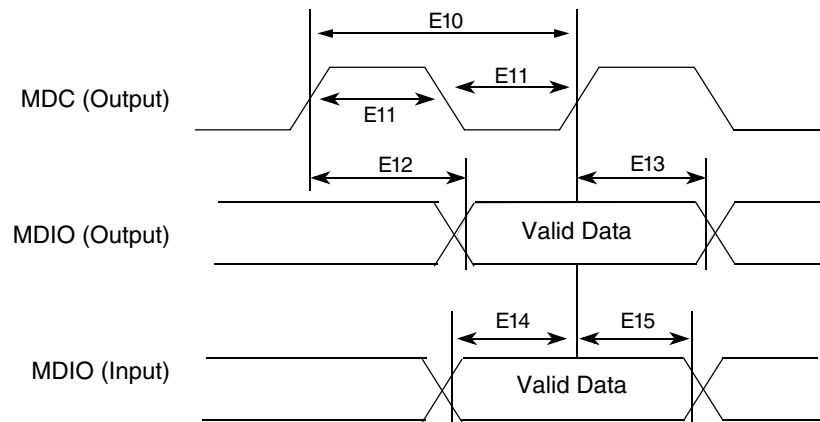 E10
MDC (Output)
E11
E11
E12
E13
MDIO (Output)
Valid Data
E14
E15
MDIO (Input)
Valid Data